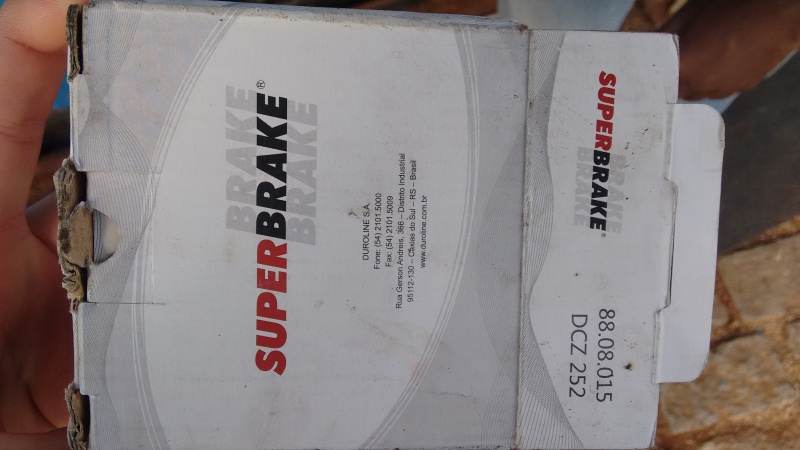 BRAKE
SUPERBRAKE®
BRAKE
DUROLINE S.A.
Fone: (54) 2101.5000
Fax: (54) 2101.5009
Rua Gerson Andreis, 366 – Distrito Industrial
95112-130 – Caxias do Sul – RS – Brasil
www.duroline.com.br
BRAKE
SUPERBRAKE®
BRAKE
88.08.015
DCZ 252